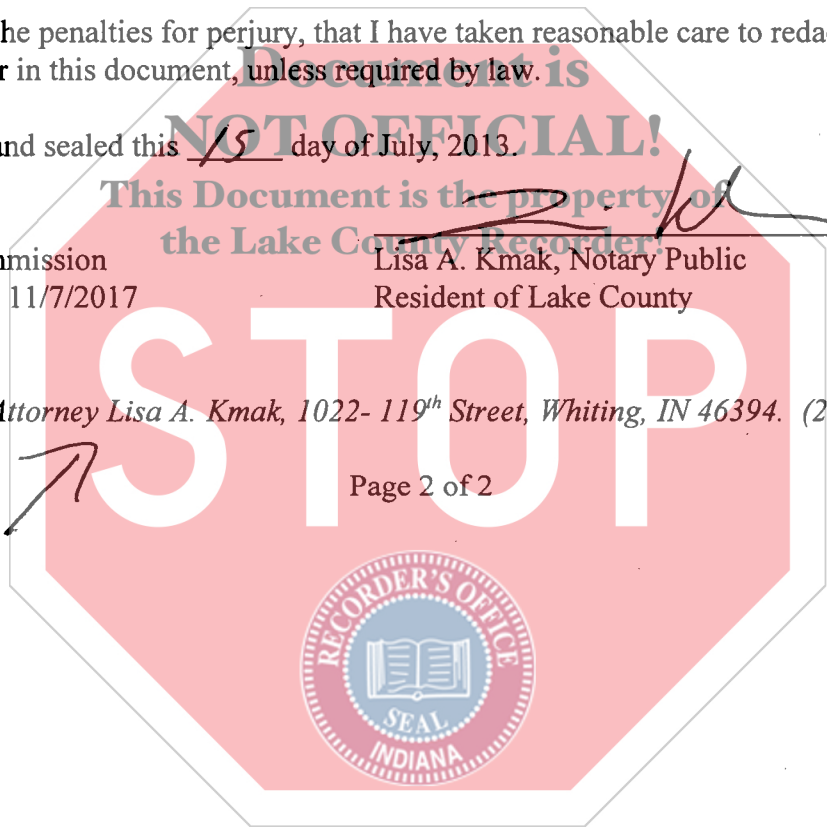 he penalties for perjury, that I have taken reasonable care to reda
r in this document, unless required by law.
Document is
nd sealed this 15 day of July, 2013.
NOT OFFICIAL!
This Document is the property of
the Lake County Recorder!
mmission
Lisa A. Kmak, Notary Public
11/7/2017
Resident of Lake County
STOP
Attorney Lisa A. Kmak, 1022- 119th Street, Whiting, IN 46394. (2
Page 2 of 2
RECORDER'S OFFICE
SEAL
INDIANA